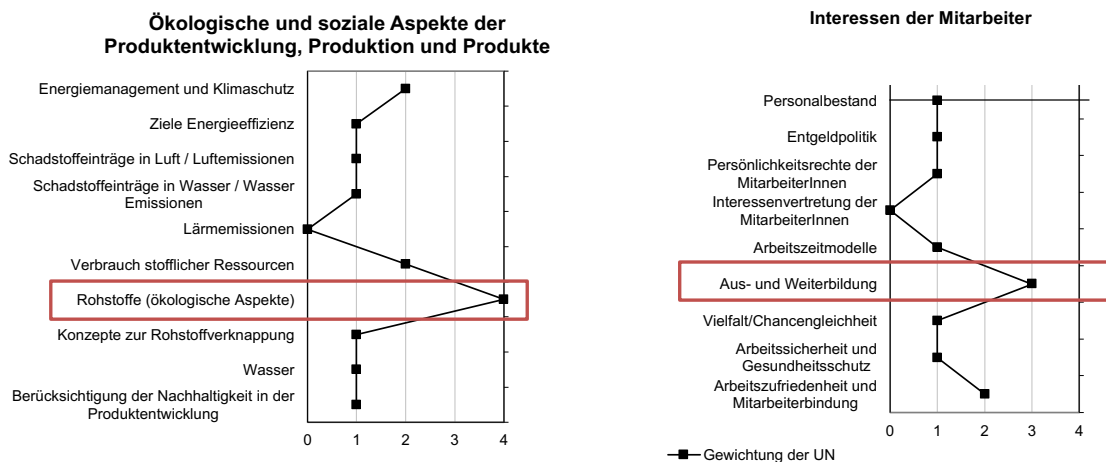 Ökologische und soziale Aspekte der
Produktentwicklung, Produktion und Produkte
Energiemanagement und Klimaschutz
Ziele Energieeffizienz
Schadstoffeinträge in Luft / Luftemissionen
Schadstoffeinträge in Wasser / Wasser
Emissionen
Lärmemissionen
Verbrauch stofflicher Ressourcen
Rohstoffe (ökologische Aspekte)
Konzepte zur Rohstoffverknappung
Wasser
Berücksichtigung der Nachhaltigkeit in der
Produktentwicklung
0 1 2 3 4
Interessen der Mitarbeiter
Personalbestand
Entgeldpolitik
Persönlichkeitsrechte der
MitarbeiterInnen
Interessenvertretung der
MitarbeiterInnen
Arbeitszeitmodelle
Aus- und Weiterbildung
Vielfalt/Chancengleichheit
Arbeitssicherheit und
Gesundheitsschutz
Arbeitszufriedenheit und
Mitarbeiterbindung
0 1 2 3 4
Gewichtung der UN